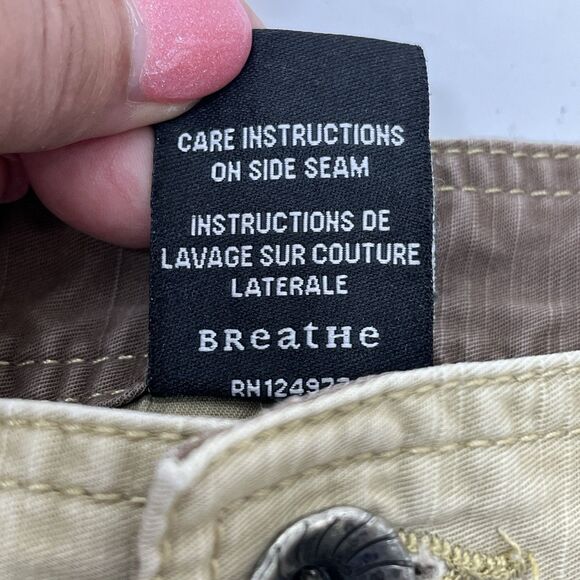 CARE INSTRUCTIONS
ON SIDE SEAM
INSTRUCTIONS DE
LAVAGE SUR COUTURE
LATERALE
BReatHe